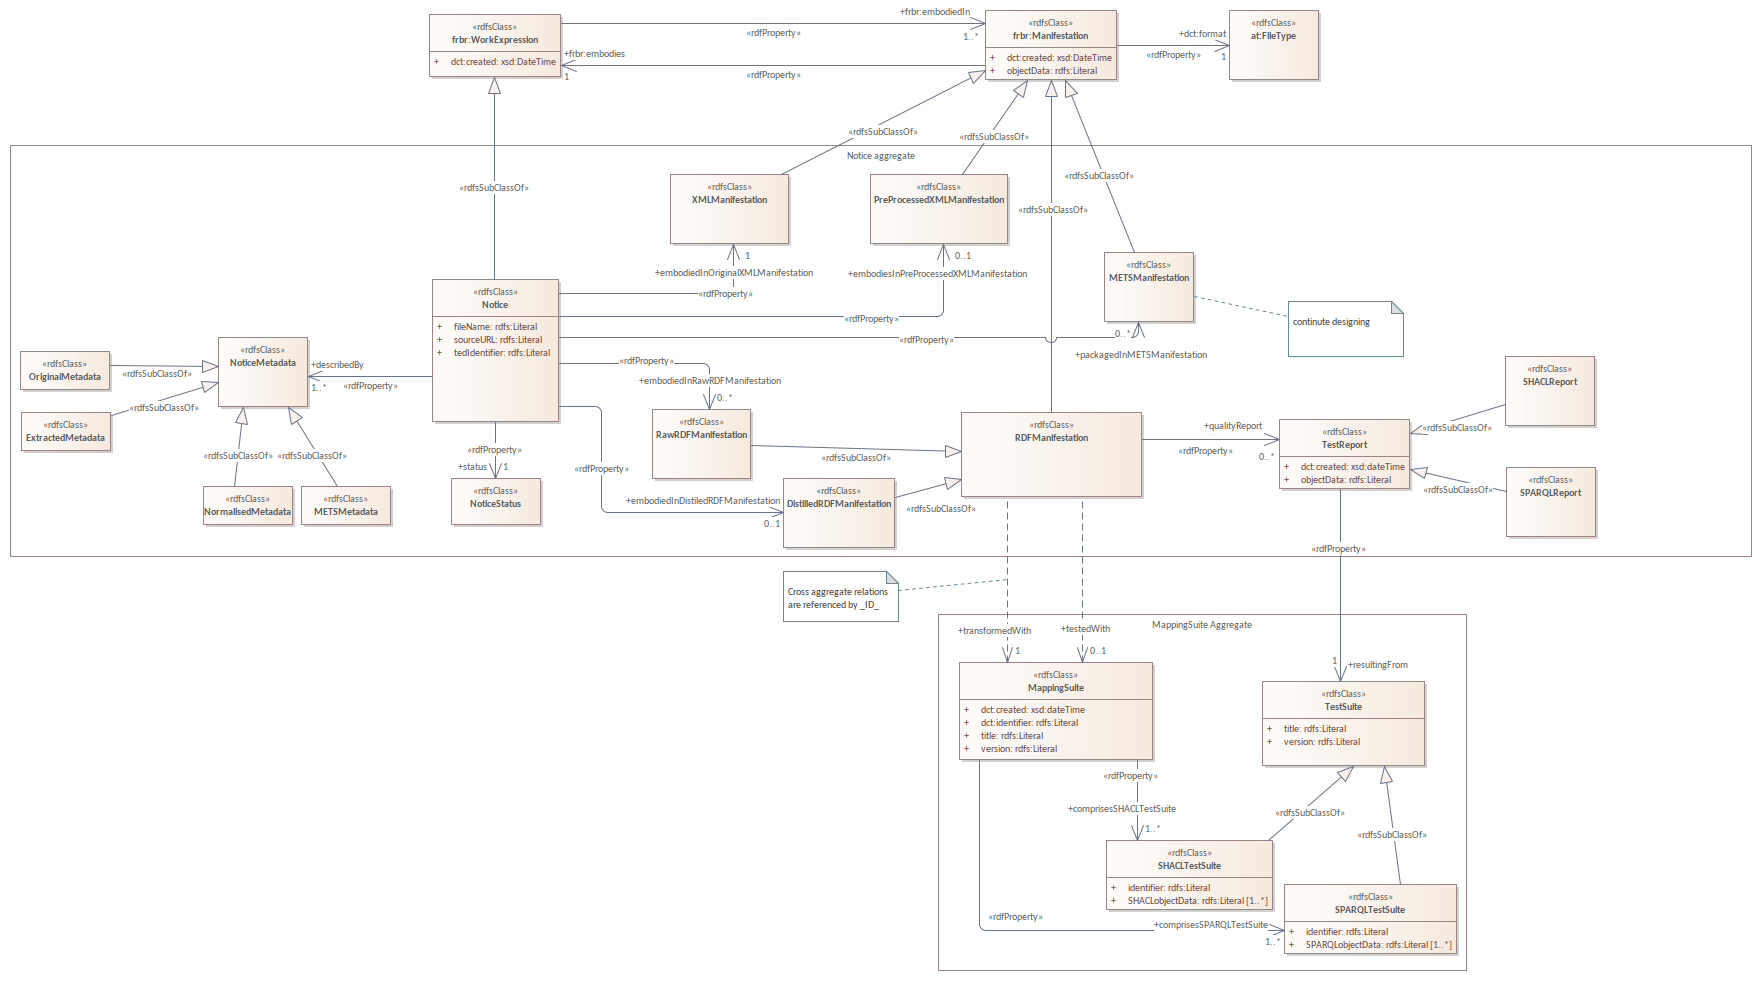 «rdfsClass»
frbr:WorkExpression
+ dct:created: xsd:DateTime
+frbr:embodiedIn
1..*
«rdfProperty»
+frbr:embodies
1
«rdfProperty»
«rdfsClass»
frbr:Manifestation
+ dct:created: xsd:DateTime
+ objectData: rdfs:Literal
+dct:format
«rdfProperty»
1
«rdfsClass»
at:FileType
«rdfsSubClassOf»
«rdfsSubClassOf»
Notice aggregate
«rdfsSubClassOf»
«rdfsSubClassOf»
«rdfsSubClassOf»
«rdfsClass»
XMLManifestation
«rdfsClass»
PreProcessedXMLManifestation
«rdfsClass»
METSManifestation
continute designing
1
+embodiedInOriginalXMLManifestation
«rdfProperty»
0..1
+embodiesInPreProcessedXMLManifestation
«rdfProperty»
«rdfProperty»
0..*
+packagedInMETSManifestation
«rdfsClass»
Notice
+ fileName: rdfs:Literal
+ sourceURL: rdfs:Literal
+ tedIdentifier: rdfs:Literal
«rdfsClass»
OriginalMetadata
«rdfsSubClassOf»
«rdfsClass»
NoticeMetadata
+describedBy
1..*
«rdfProperty»
«rdfsClass»
ExtractedMetadata
«rdfsSubClassOf»
«rdfsSubClassOf»
«rdfsSubClassOf»
«rdfsClass»
NormalisedMetadata
«rdfsClass»
METSMetadata
«rdfProperty»
+status
1
«rdfsClass»
NoticeStatus
«rdfProperty»
+embodiedInRawRDFManifestation
0..*
«rdfsClass»
RawRDFManifestation
«rdfsSubClassOf»
«rdfProperty»
+embodiedInDistiledRDFManifestation
0..1
«rdfsClass»
DistilledRDFManifestation
«rdfsSubClassOf»
«rdfsClass»
RDFManifestation
+qualityReport
«rdfProperty»
0..*
«rdfsClass»
TestReport
+ dct:created: xsd:dateTime
+ objectData: rdfs:Literal
«rdfsClass»
SHACLReport
«rdfsSubClassOf»
«rdfsClass»
SPARQLReport
«rdfsSubClassOf»
«rdfProperty»
Cross aggregate relations
are referenced by _ID_
MappingSuite Aggregate
+transformedWith
1
+testedWith
0..1
1
+resultingFrom
«rdfsClass»
MappingSuite
+ dct:created: xsd:dateTime
+ dct:identifier: rdfs:Literal
+ title: rdfs:Literal
+ version: rdfs:Literal
«rdfsClass»
TestSuite
+ title: rdfs:Literal
+ version: rdfs:Literal
«rdfProperty»
+comprisesSHACLTestSuite
1..*
«rdfsSubClassOf»
«rdfsSubClassOf»
«rdfsClass»
SHACLTestSuite
+ identifier: rdfs:Literal
+ SHACLobjectData: rdfs:Literal [1..*]
«rdfProperty»
+comprisesSPARQLTestSuite
1..*
«rdfsClass»
SPARQLTestSuite
+ identifier: rdfs:Literal
+ SPARQLobjectData: rdfs:Literal [1..*]